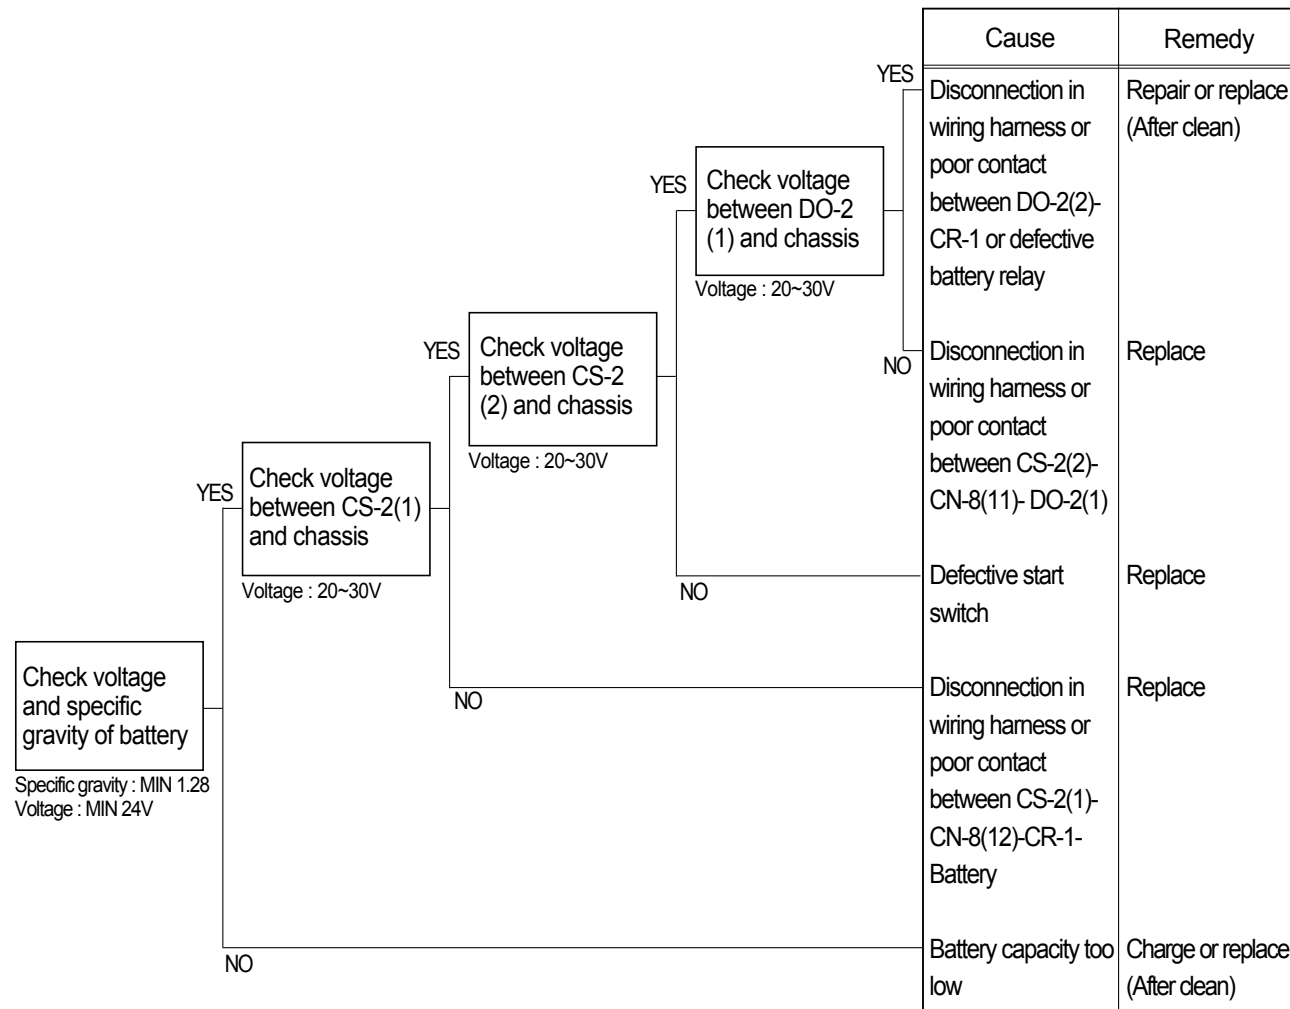 Cause
Remedy
YES
Disconnection in
wiring harness or
poor contact
between DO-2(2)-
CR-1 or defective
battery relay
Repair or replace
(After clean)
YES
Check voltage
between DO-2
(1) and chassis
Voltage : 20~30V
NO
Disconnection in
wiring harness or
poor contact
between CS-2(2)-
CN-8(11)- DO-2(1)
Replace
YES
Check voltage
between CS-2
(2) and chassis
Voltage : 20~30V
NO
Defective start
switch
Replace
YES
Check voltage
between CS-2(1)
and chassis
Voltage : 20~30V
NO
Disconnection in
wiring harness or
poor contact
between CS-2(1)-
CN-8(12)-CR-1-
Battery
Replace
Check voltage
and specific
gravity of battery
Specific gravity : MIN 1.28
Voltage : MIN 24V
NO
Battery capacity too
low
Charge or replace
(After clean)